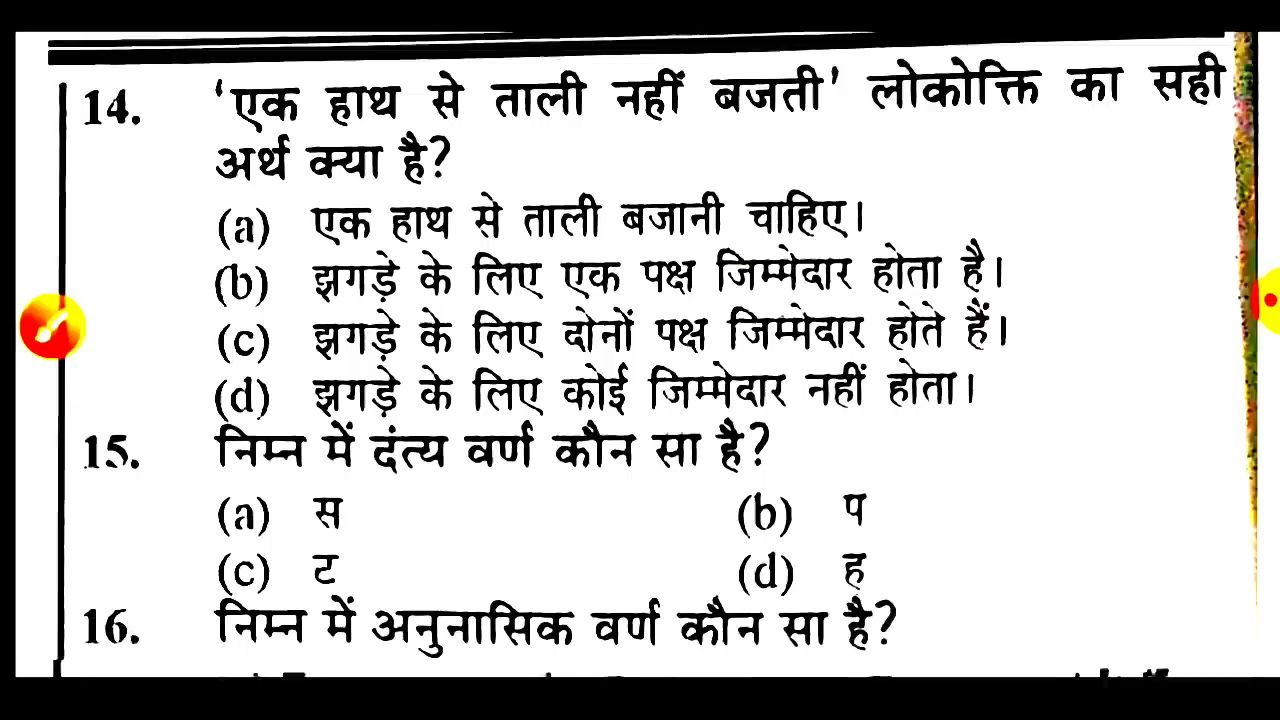 14. 'एक हाथ से ताली नहीं बजती' लोकोक्ति का सही
अर्थ क्या है?
(a) एक हाथ से ताली बजानी चाहिए।
(b) झगड़े के लिए एक पक्ष जिम्मेदार होता है।
(c) झगड़े के लिए दोनों पक्ष जिम्मेदार होते हैं।
(d) झगड़े के लिए कोई जिम्मेदार नहीं होता।
15. निम्न में दंत्य वर्ण कौन सा है?
(a) स (b) प
(c) ट (d) ह
16. निम्न में अनुनासिक वर्ण कौन सा है?